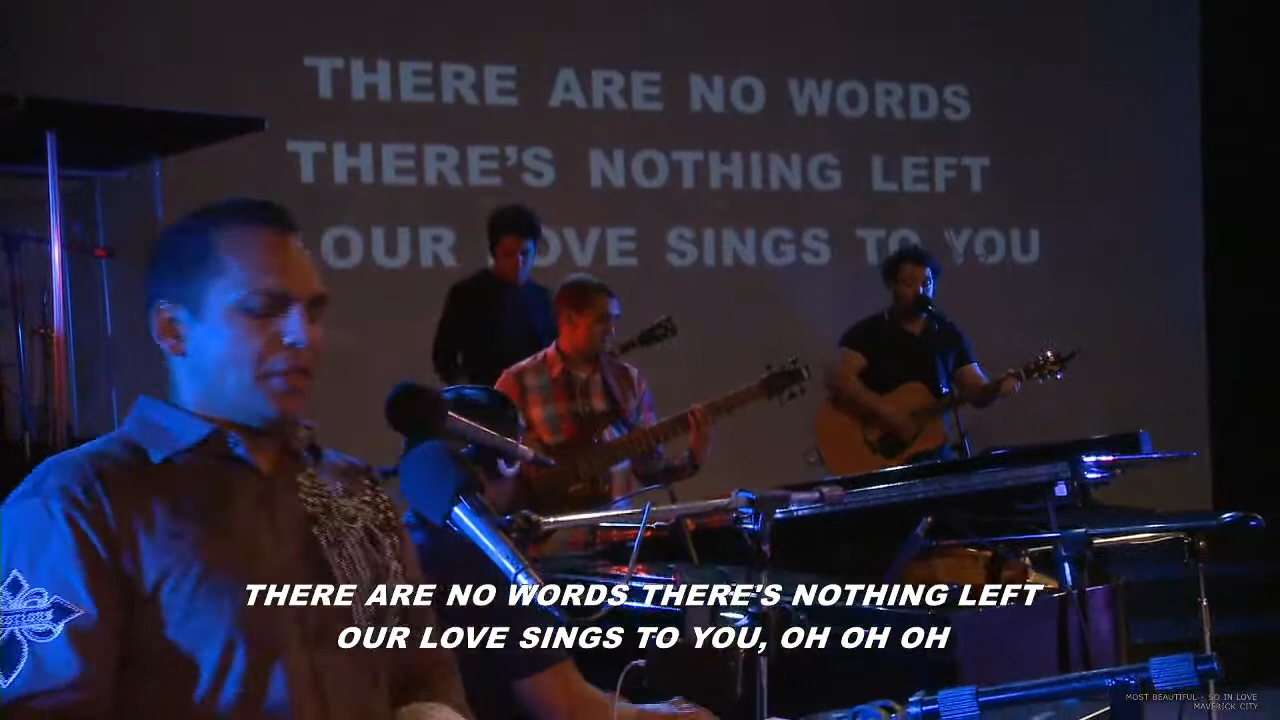 THERE ARE NO WORDS
THERE'S NOTHING LEFT
OUR LOVE SINGS TO YOU
THERE ARE NO WORDS THERE'S NOTHING LEFT
OUR LOVE SINGS TO YOU, OH OH OH
MOST BEAUTIFUL - SO IN LOVE
MAVERICK CITY